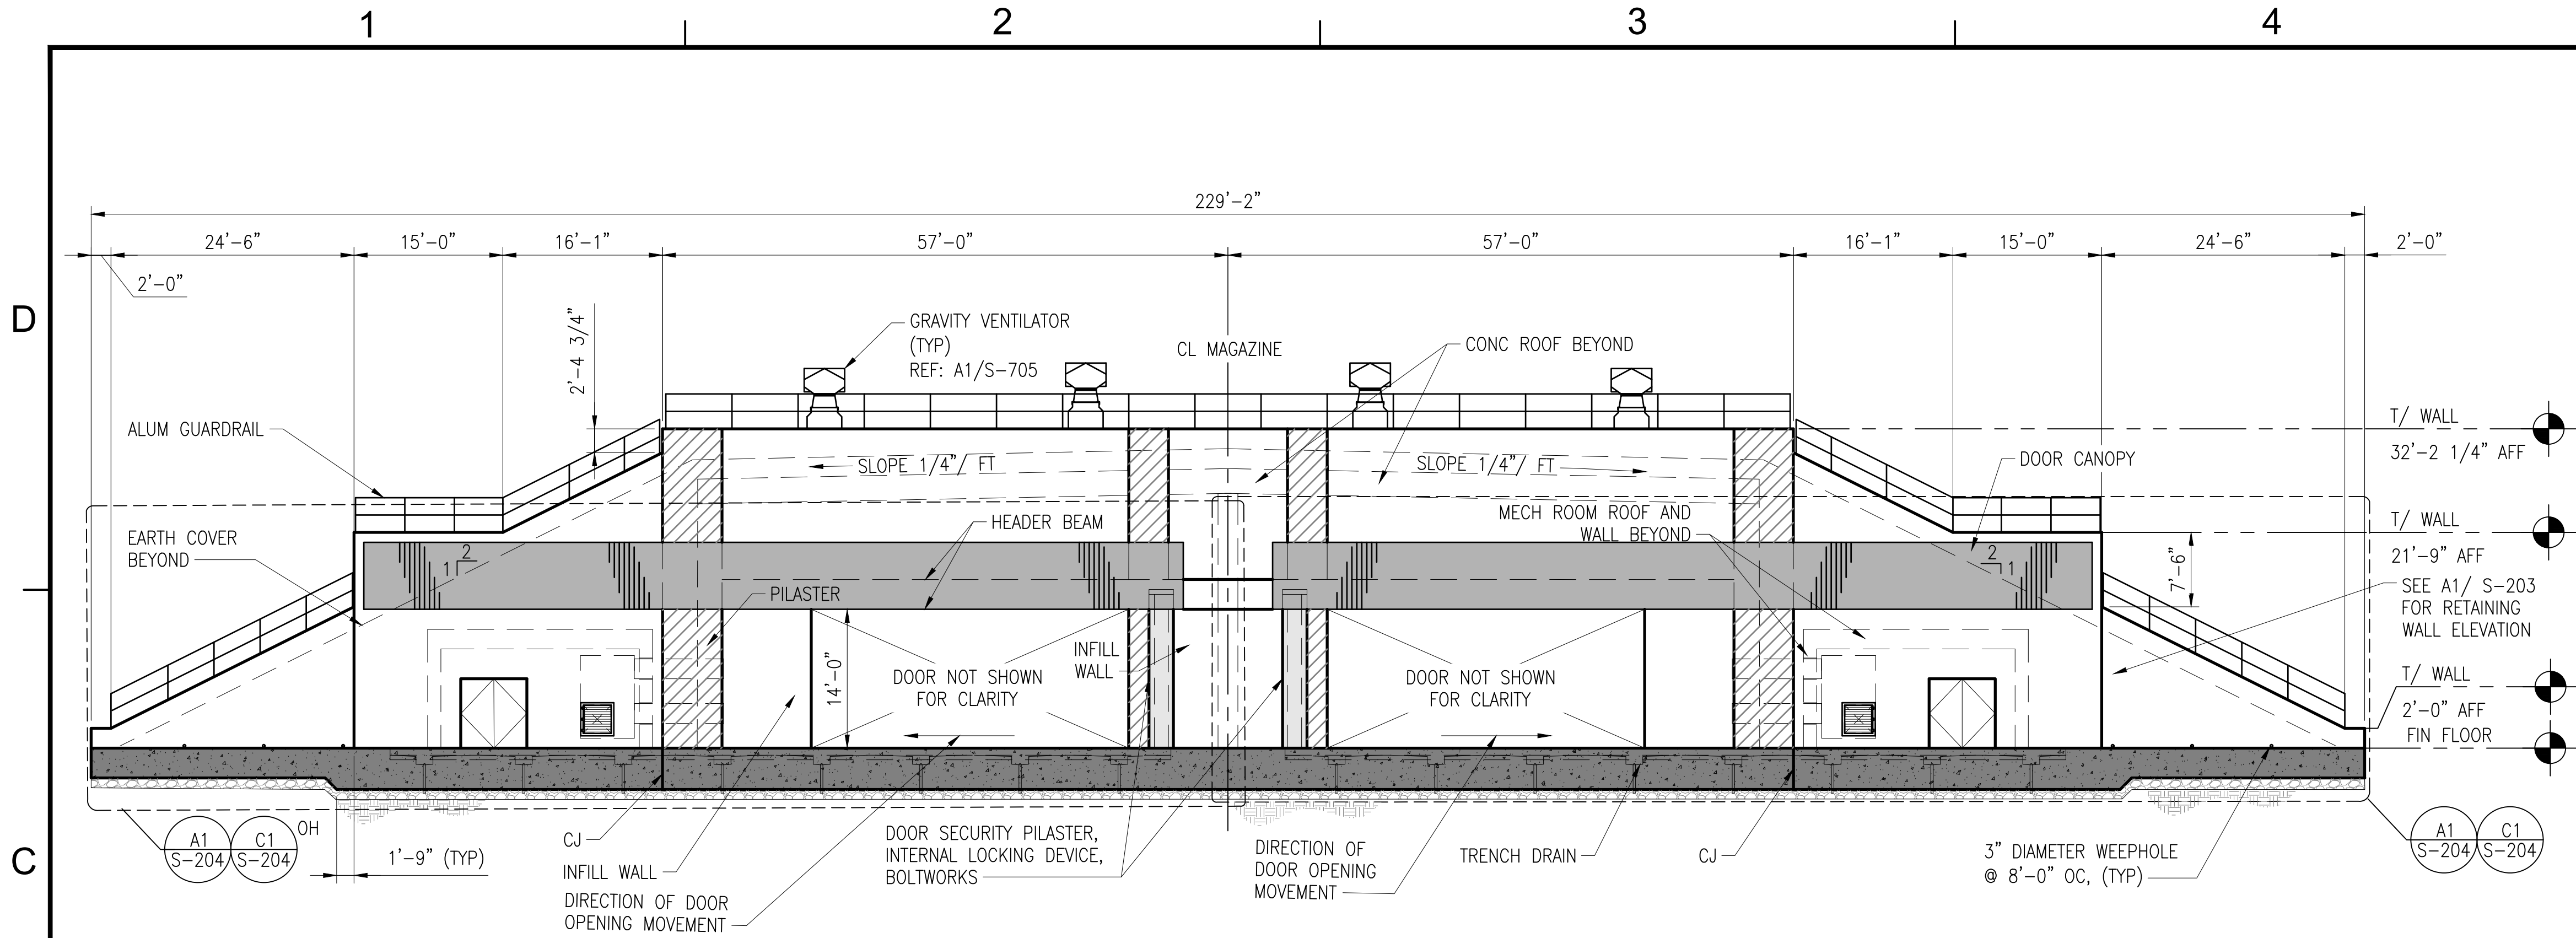 1
2
3
4
229'-2"
24'-6"
15'-0"
16'-1"
57'-0"
57'-0"
16'-1"
15'-0"
24'-6"
2'-0"
2'-0"
D
2'-4 3/4"
GRAVITY VENTILATOR
(TYP)
REF: A1/S-705
CL MAGAZINE
CONC ROOF BEYOND
ALUM GUARDRAIL
T/ WALL
32'-2 1/4" AFF
SLOPE 1/4"/ FT
SLOPE 1/4"/ FT
DOOR CANOPY
EARTH COVER
BEYOND
HEADER BEAM
MECH ROOM ROOF AND
WALL BEYOND
T/ WALL
21'-9" AFF
2
1
2
1
7'-6"
SEE A1/ S-203
FOR RETAINING
WALL ELEVATION
PILASTER
14'-0"
DOOR NOT SHOWN
FOR CLARITY
INFILL
WALL
DOOR NOT SHOWN
FOR CLARITY
T/ WALL
2'-0" AFF
FIN FLOOR
C
A1
S-204
C1
S-204
OH
1'-9" (TYP)
CJ
INFILL WALL
DIRECTION OF DOOR
OPENING MOVEMENT
DOOR SECURITY PILASTER,
INTERNAL LOCKING DEVICE,
BOLTWORKS
DIRECTION OF
DOOR OPENING
MOVEMENT
TRENCH DRAIN
CJ
3" DIAMETER WEEPHOLE
@ 8'-0" OC, (TYP)
A1
S-204
C1
S-204